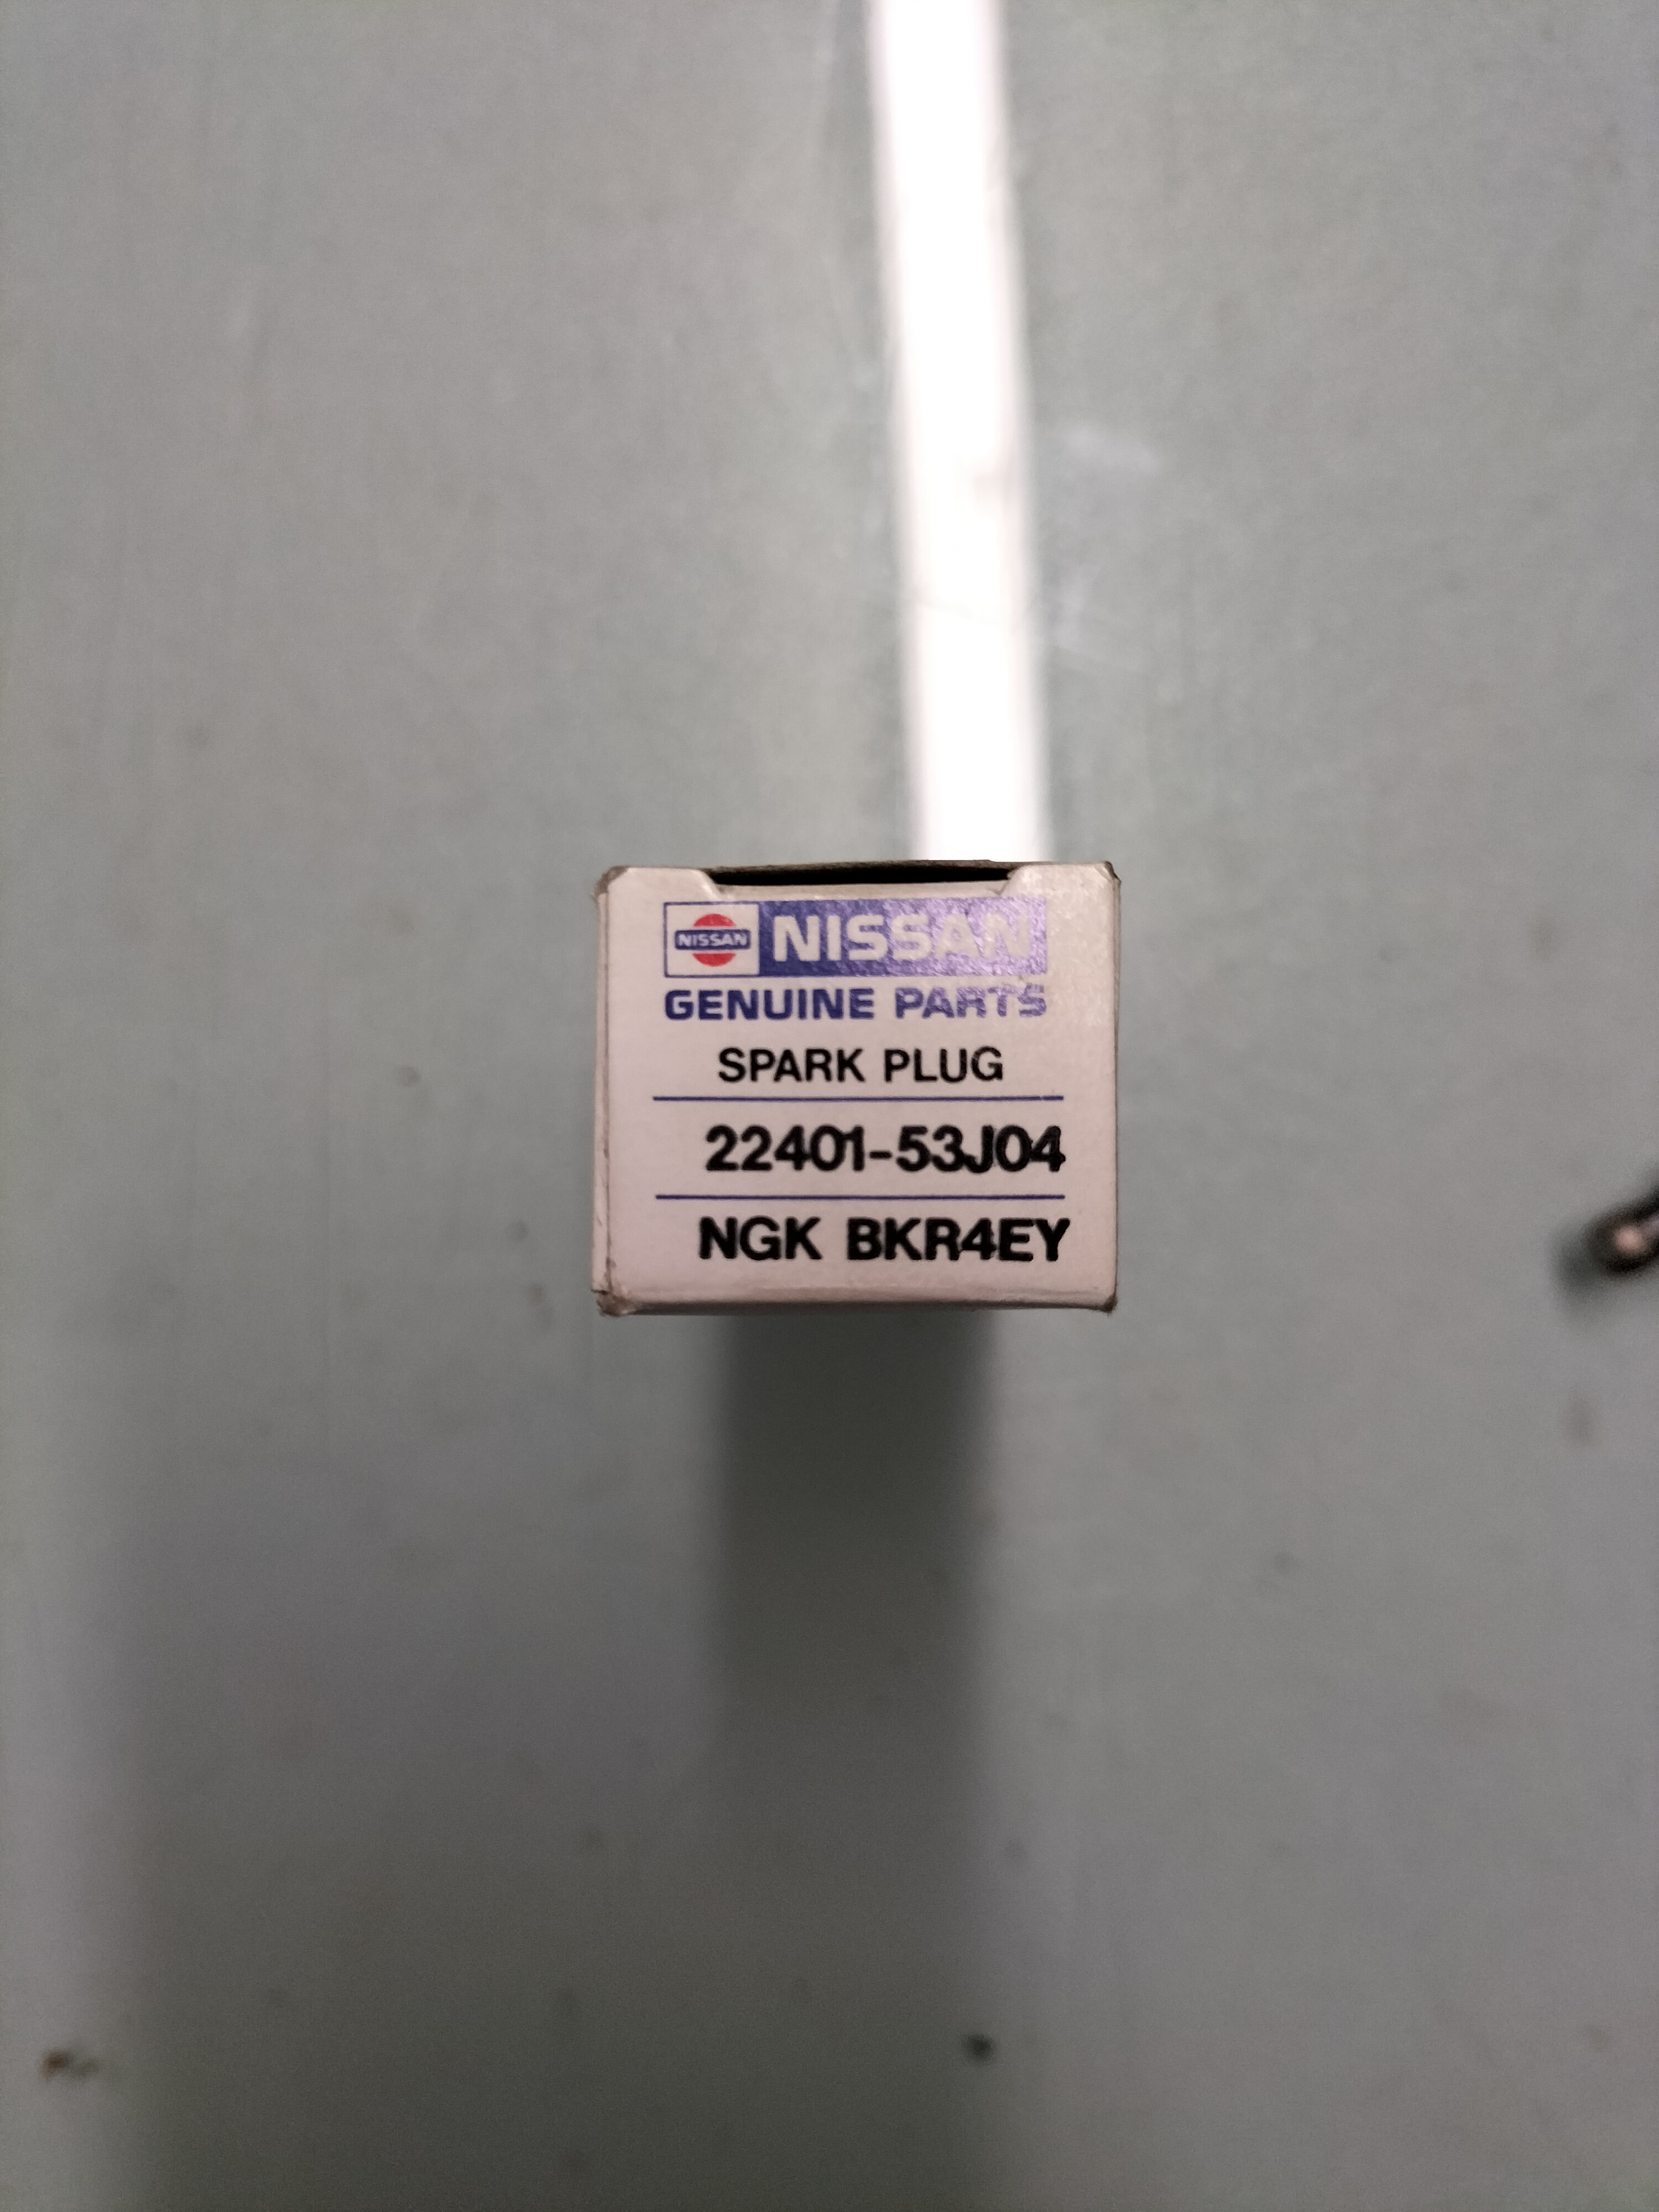 NISSAN NISSAN
GENUINE PARTS
SPARK PLUG
22401-53J04
NGK BKR4EY